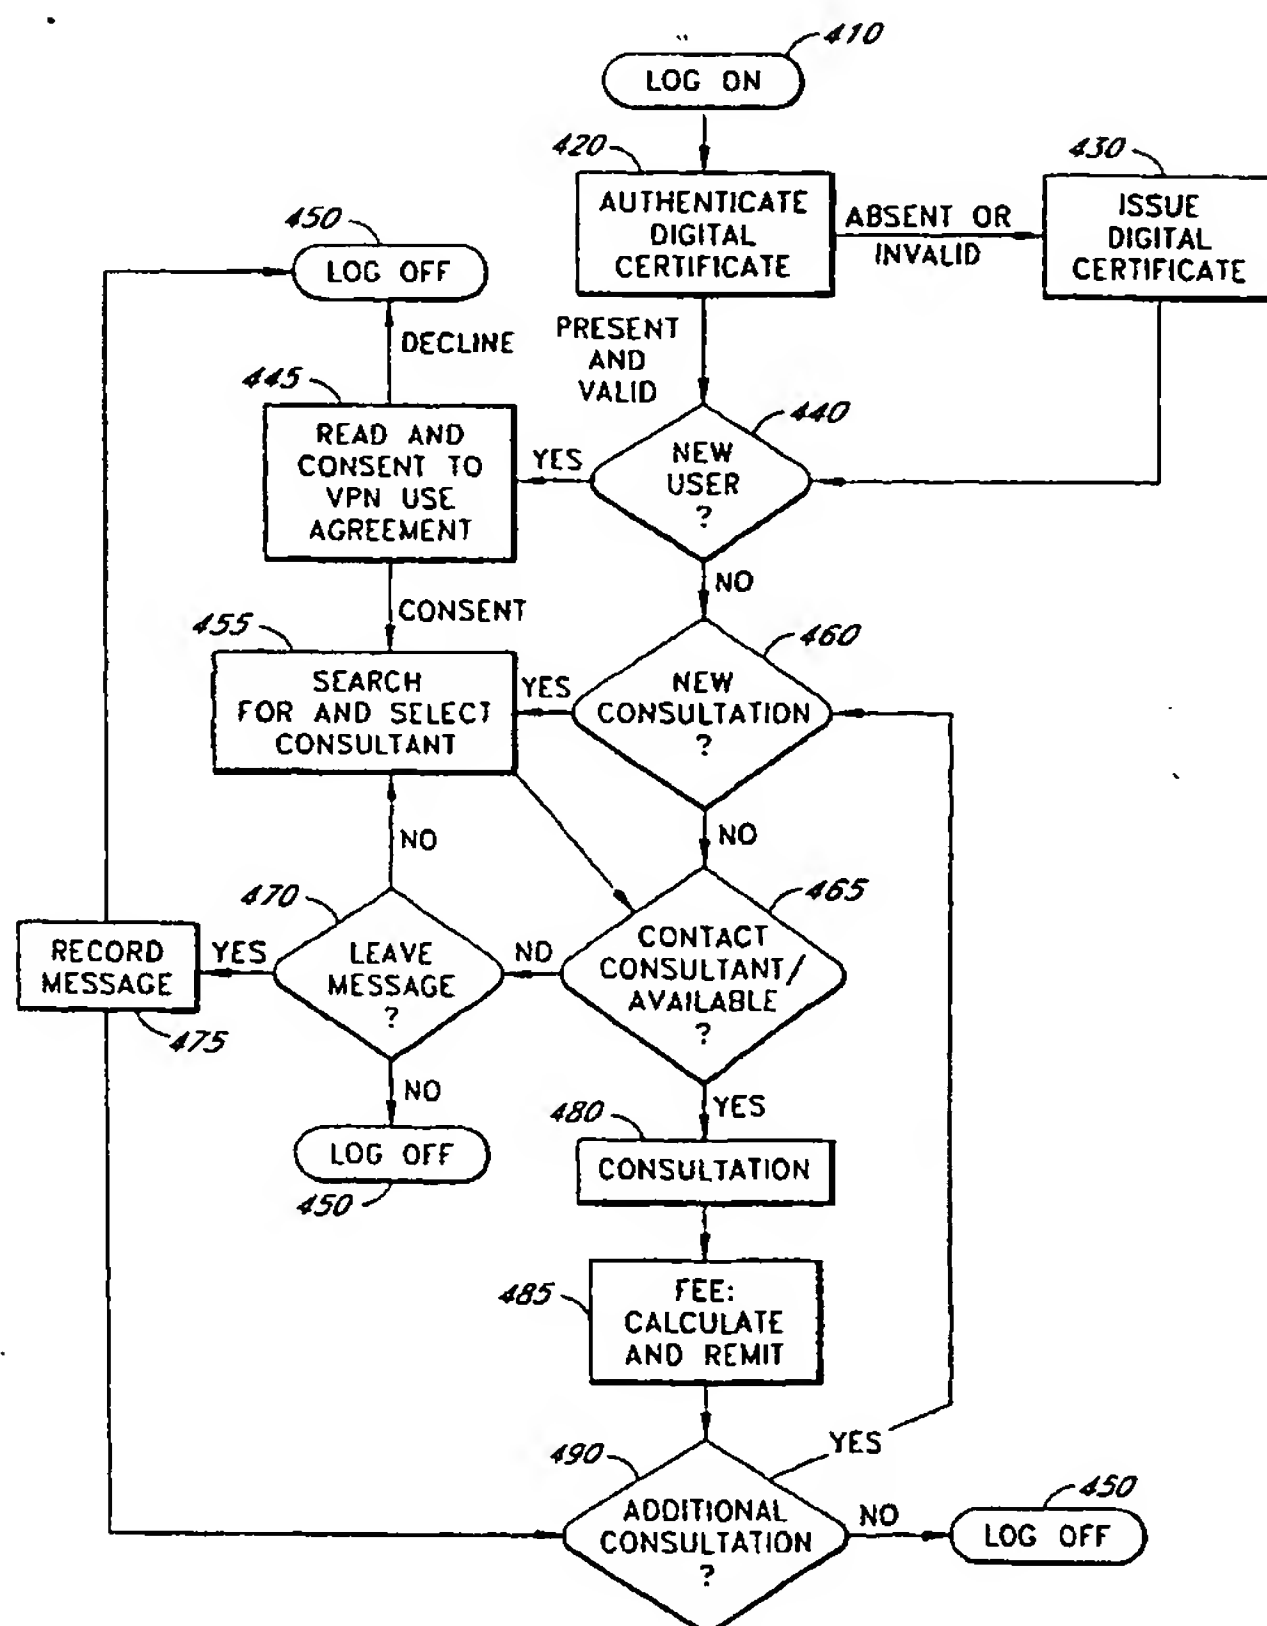 410
LOG ON
420
AUTHENTICATE
DIGITAL
CERTIFICATE
ABSENT OR
INVALID
430
ISSUE
DIGITAL
CERTIFICATE
450
LOG OFF
DECLINE
PRESENT
AND
VALID
445
READ AND
CONSENT TO
VPN USE
AGREEMENT
YES
440
NEW
USER
?
NO
CONSENT
455
SEARCH
FOR AND SELECT
CONSULTANT
YES
460
NEW
CONSULTATION
?
NO
NO
470
LEAVE
MESSAGE
?
YES
RECORD
MESSAGE
475
NO
465
CONTACT
CONSULTANT/
AVAILABLE
?
NO
LOG OFF
450
YES
480
CONSULTATION
485
FEE:
CALCULATE
AND REMIT
490
ADDITIONAL
CONSULTATION
?
YES
NO
450
LOG OFF